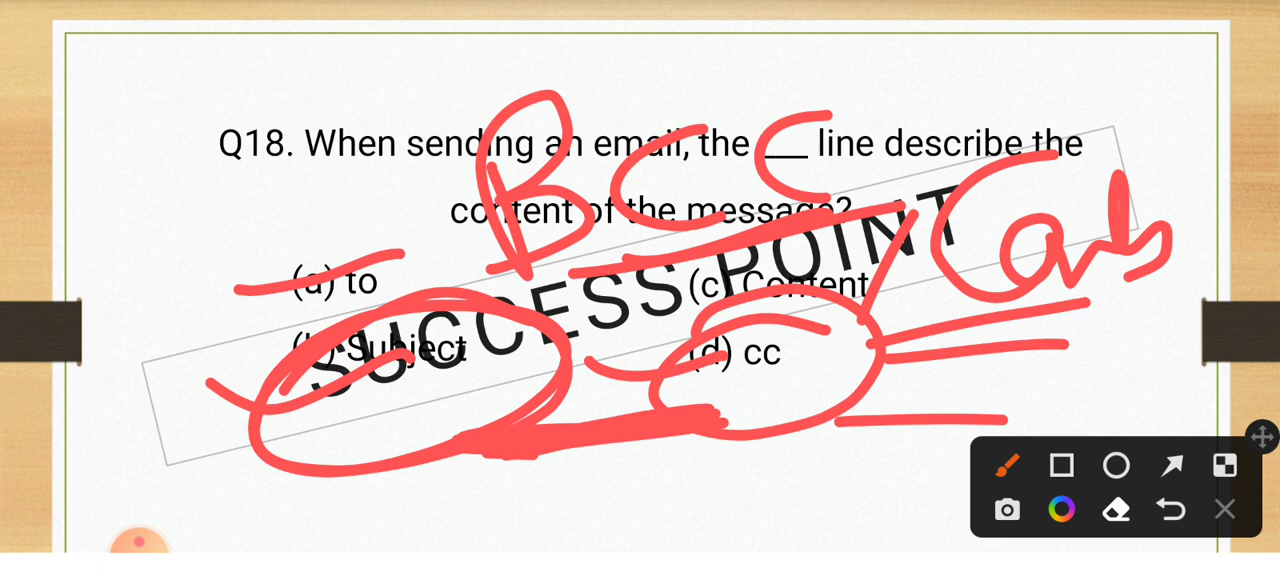 Q18. When sending an email, the ___ line describe the
content of the message?
(a) to
(c) Content
(b) Subject
(d) cc
SUCCESS POINT
BCC